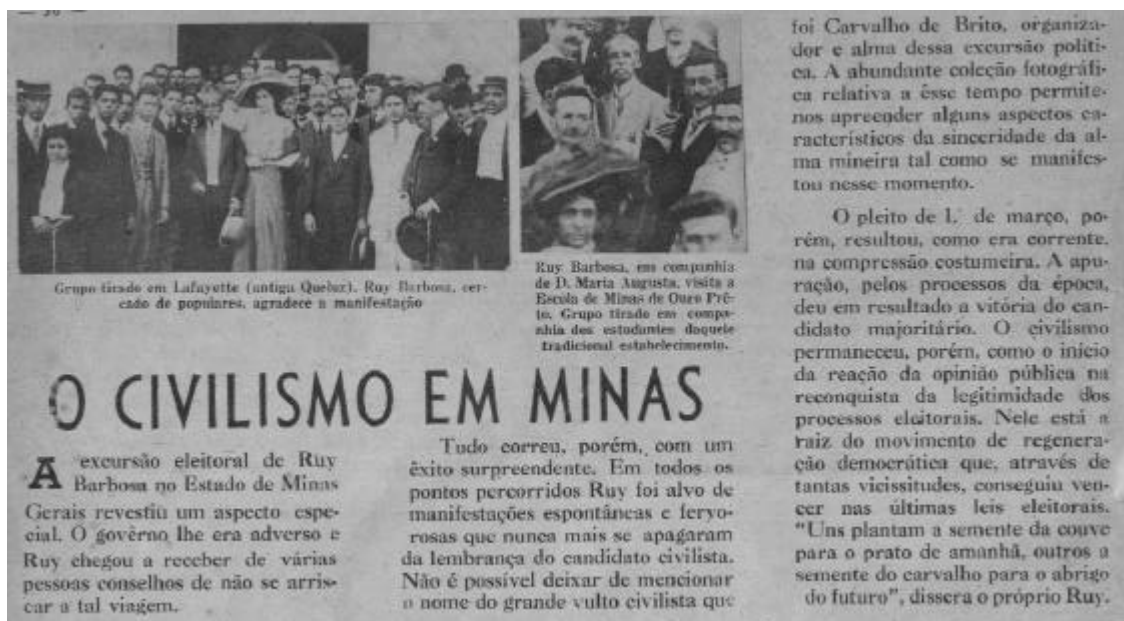 — 30
Grupo tirado em Lafayette (antiga Queluz). Ruy Barbosa, cer-
cado de populares, agradece a manifestação
Ruy Barbosa, em companhia
de D. Maria Augusta, visita a
Escola de Minas de Ouro Prê-
to. Grupo tirado em compa-
nhia dos estudantes daquele
tradicional estabelecimento.
O CIVILISMO EM MINAS
A excursão eleitoral de Ruy
Barbosa no Estado de Minas
Gerais revestiu um aspecto espe-
cial. O govêrno lhe era adverso e
Ruy chegou a receber de várias
pessoas conselhos de não se arris-
car a tal viagem.
Tudo correu, porém, com um
êxito surpreendente. Em todos os
pontos percorridos Ruy foi alvo de
manifestações espontâneas e fervo-
rosas que nunca mais se apagaram
da lembrança do candidato civilista.
Não é possível deixar de mencionar
o nome do grande vulto civilista que
foi Carvalho de Brito, organiza-
dor e alma dessa excursão políti-
ca. A abundante coleção fotográfi-
ca relativa a êsse tempo permite-
nos apreender alguns aspectos ca-
racterísticos da sinceridade da al-
ma mineira tal como se manifes-
tou nesse momento.
O pleito de 1.º de março, po-
rém, resultou, como era corrente,
na compressão costumeira. A apu-
ração, pelos processos da época,
deu em resultado a vitória do can-
didato majoritário. O civilismo
permaneceu, porém, como o início
da reação da opinião pública na
reconquista da legitimidade dos
processos eleitorais. Nele está a
raiz do movimento de regenera-
ção democrática que, através de
tantas vicissitudes, conseguiu ven-
cer nas últimas leis eleitorais.
"Uns plantam a semente da couve
para o prato de amanhã, outros a
semente do carvalho para o abrigo
do futuro", dissera o próprio Ruy.